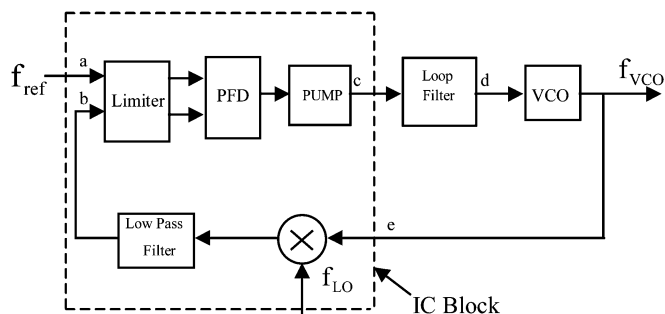 f_ref
a
b
Limiter
PFD
PUMP
c
Loop
Filter
d
VCO
f_VCO
Low Pass
Filter
f_LO
e
IC Block